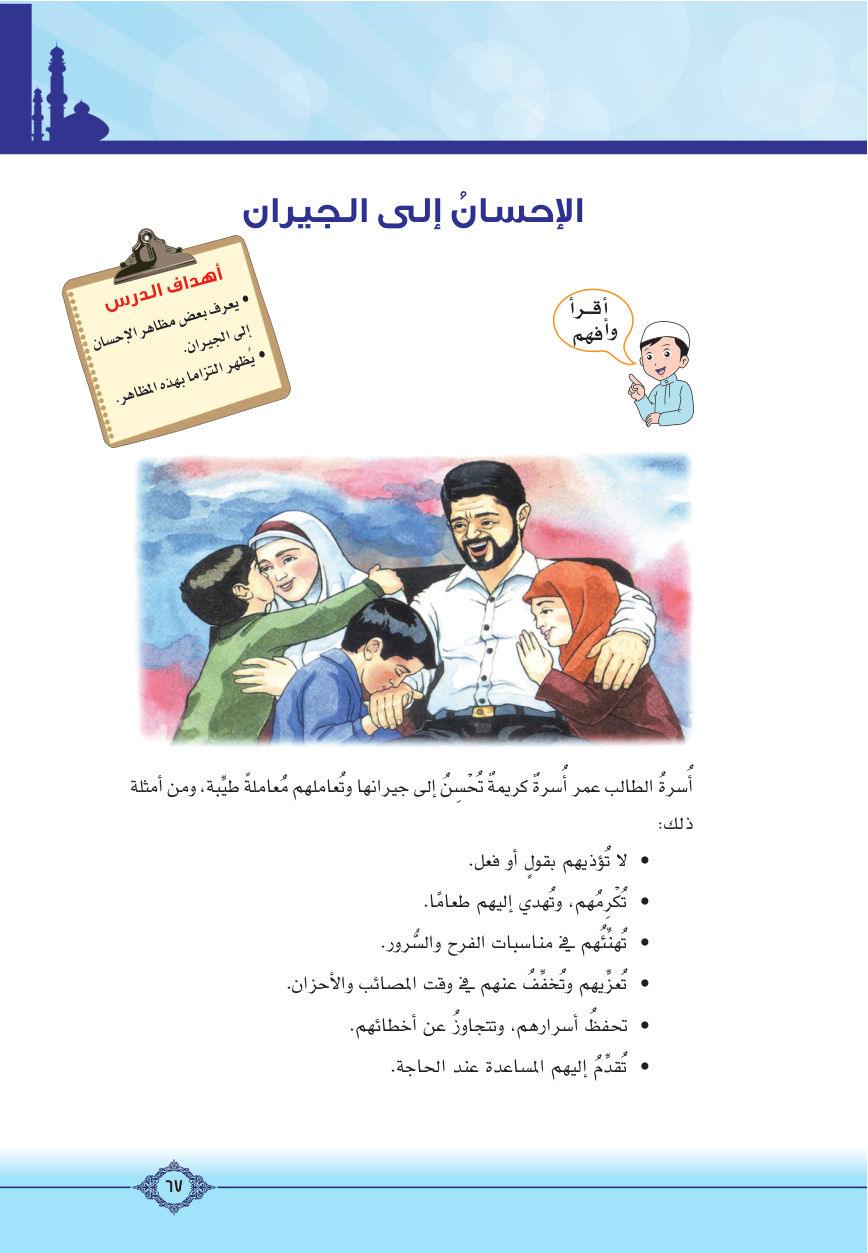 الإحسانُ إلى الجيران
أهداف الدرس
• يعرف بعض مظاهر الإحسان
إلى الجيران.
• يُظهر التزاما بهذه المظاهر.
أقـرأ
وأفهم
أُسرةُ الطالب عمر أُسرةٌ كريمةٌ تُحْسِنُ إلى جيرانها وتُعاملهم مُعاملةً طيِّبة، ومن أمثلة
ذلك:
• لا تُؤذيهم بقولٍ أو فعل.
• تُكْرِمُهم، وتُهدي إليهم طعامًا.
• تُهنِّئُهم في مناسبات الفرح والسُّرور.
• تُعزِّيهم وتُخفِّفُ عنهم في وقت المصائب والأحزان.
• تحفظُ أسرارهم، وتتجاوزُ عن أخطائهم.
• تُقدِّمُ إليهم المساعدة عند الحاجة.
٦٧